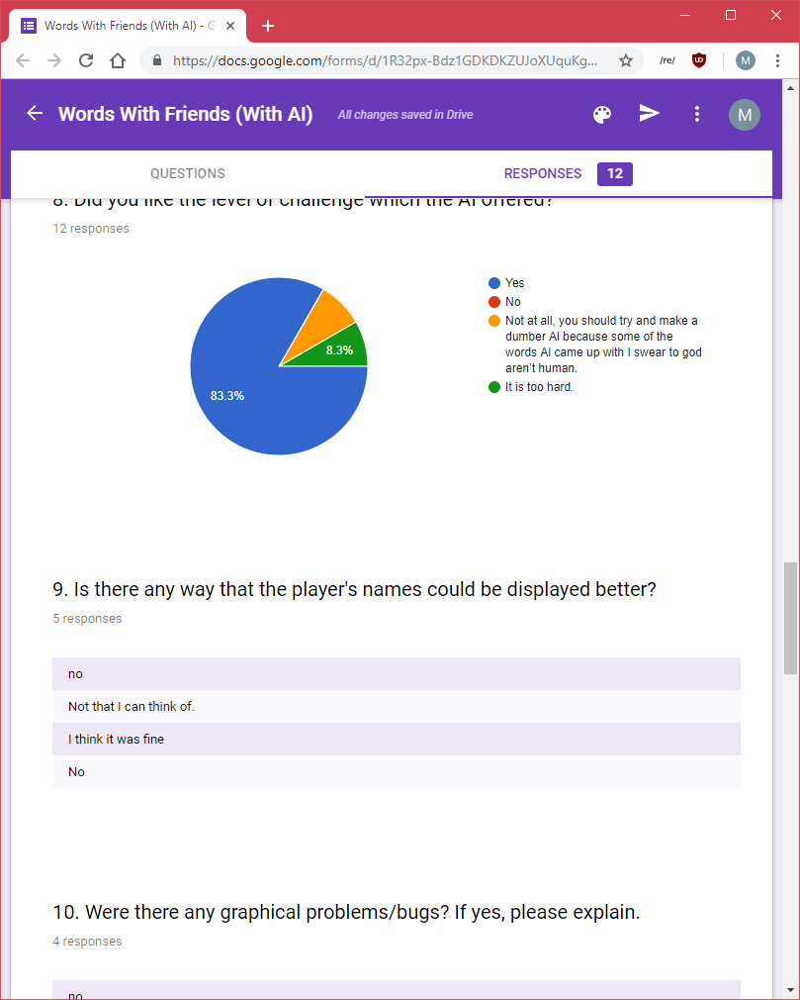 Words With Friends (With AI) - G
https://docs.google.com/forms/d/1R32px-Bdz1GDKDKZUJoXUquKg...
/re/
M
Words With Friends (With AI)
All changes saved in Drive
M
QUESTIONS
RESPONSES
12
8. Did you like the level of challenge which the AI offered?
12 responses
Yes
No
Not at all, you should try and make a
dumber AI because some of the
words AI came up with I swear to god
aren't human.
It is too hard.
8.3%
83.3%
9. Is there any way that the player's names could be displayed better?
5 responses
no
Not that I can think of.
I think it was fine
No
10. Were there any graphical problems/bugs? If yes, please explain.
4 responses
no